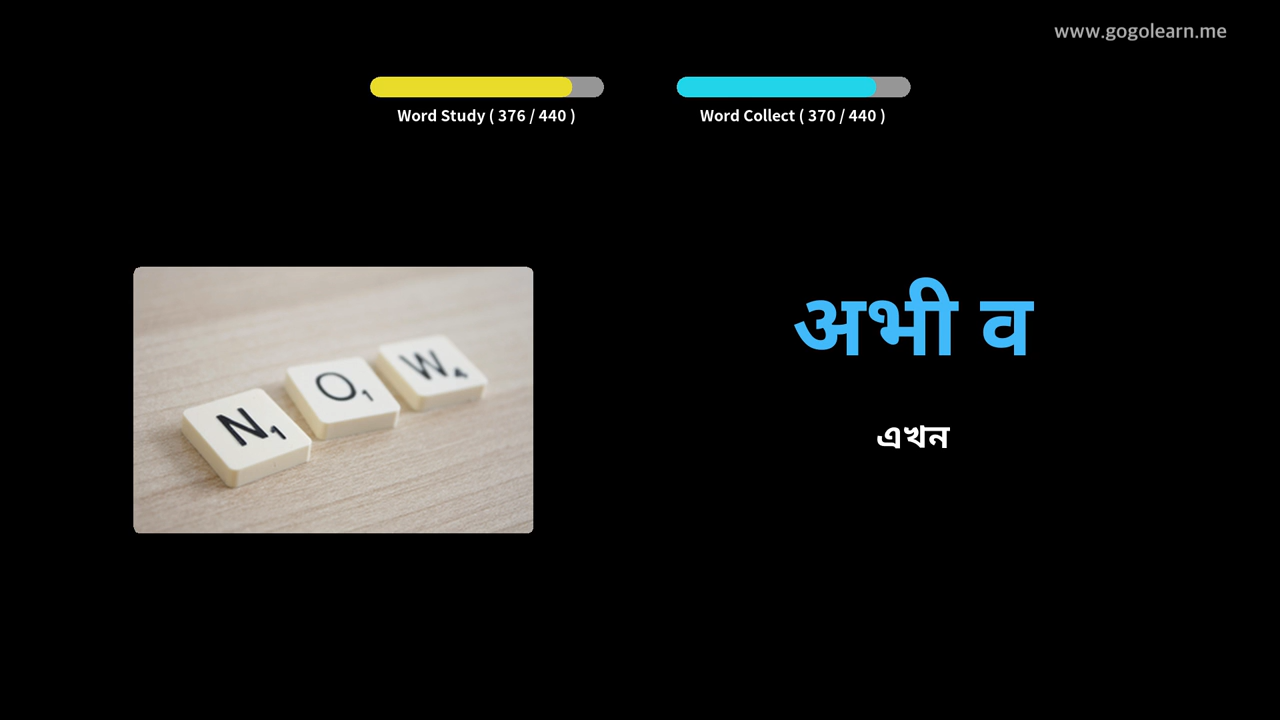 www.gogolearn.me
Word Study ( 376 / 440 )
Word Collect ( 370 / 440 )
N1 O1 W4
अभी व
এখন